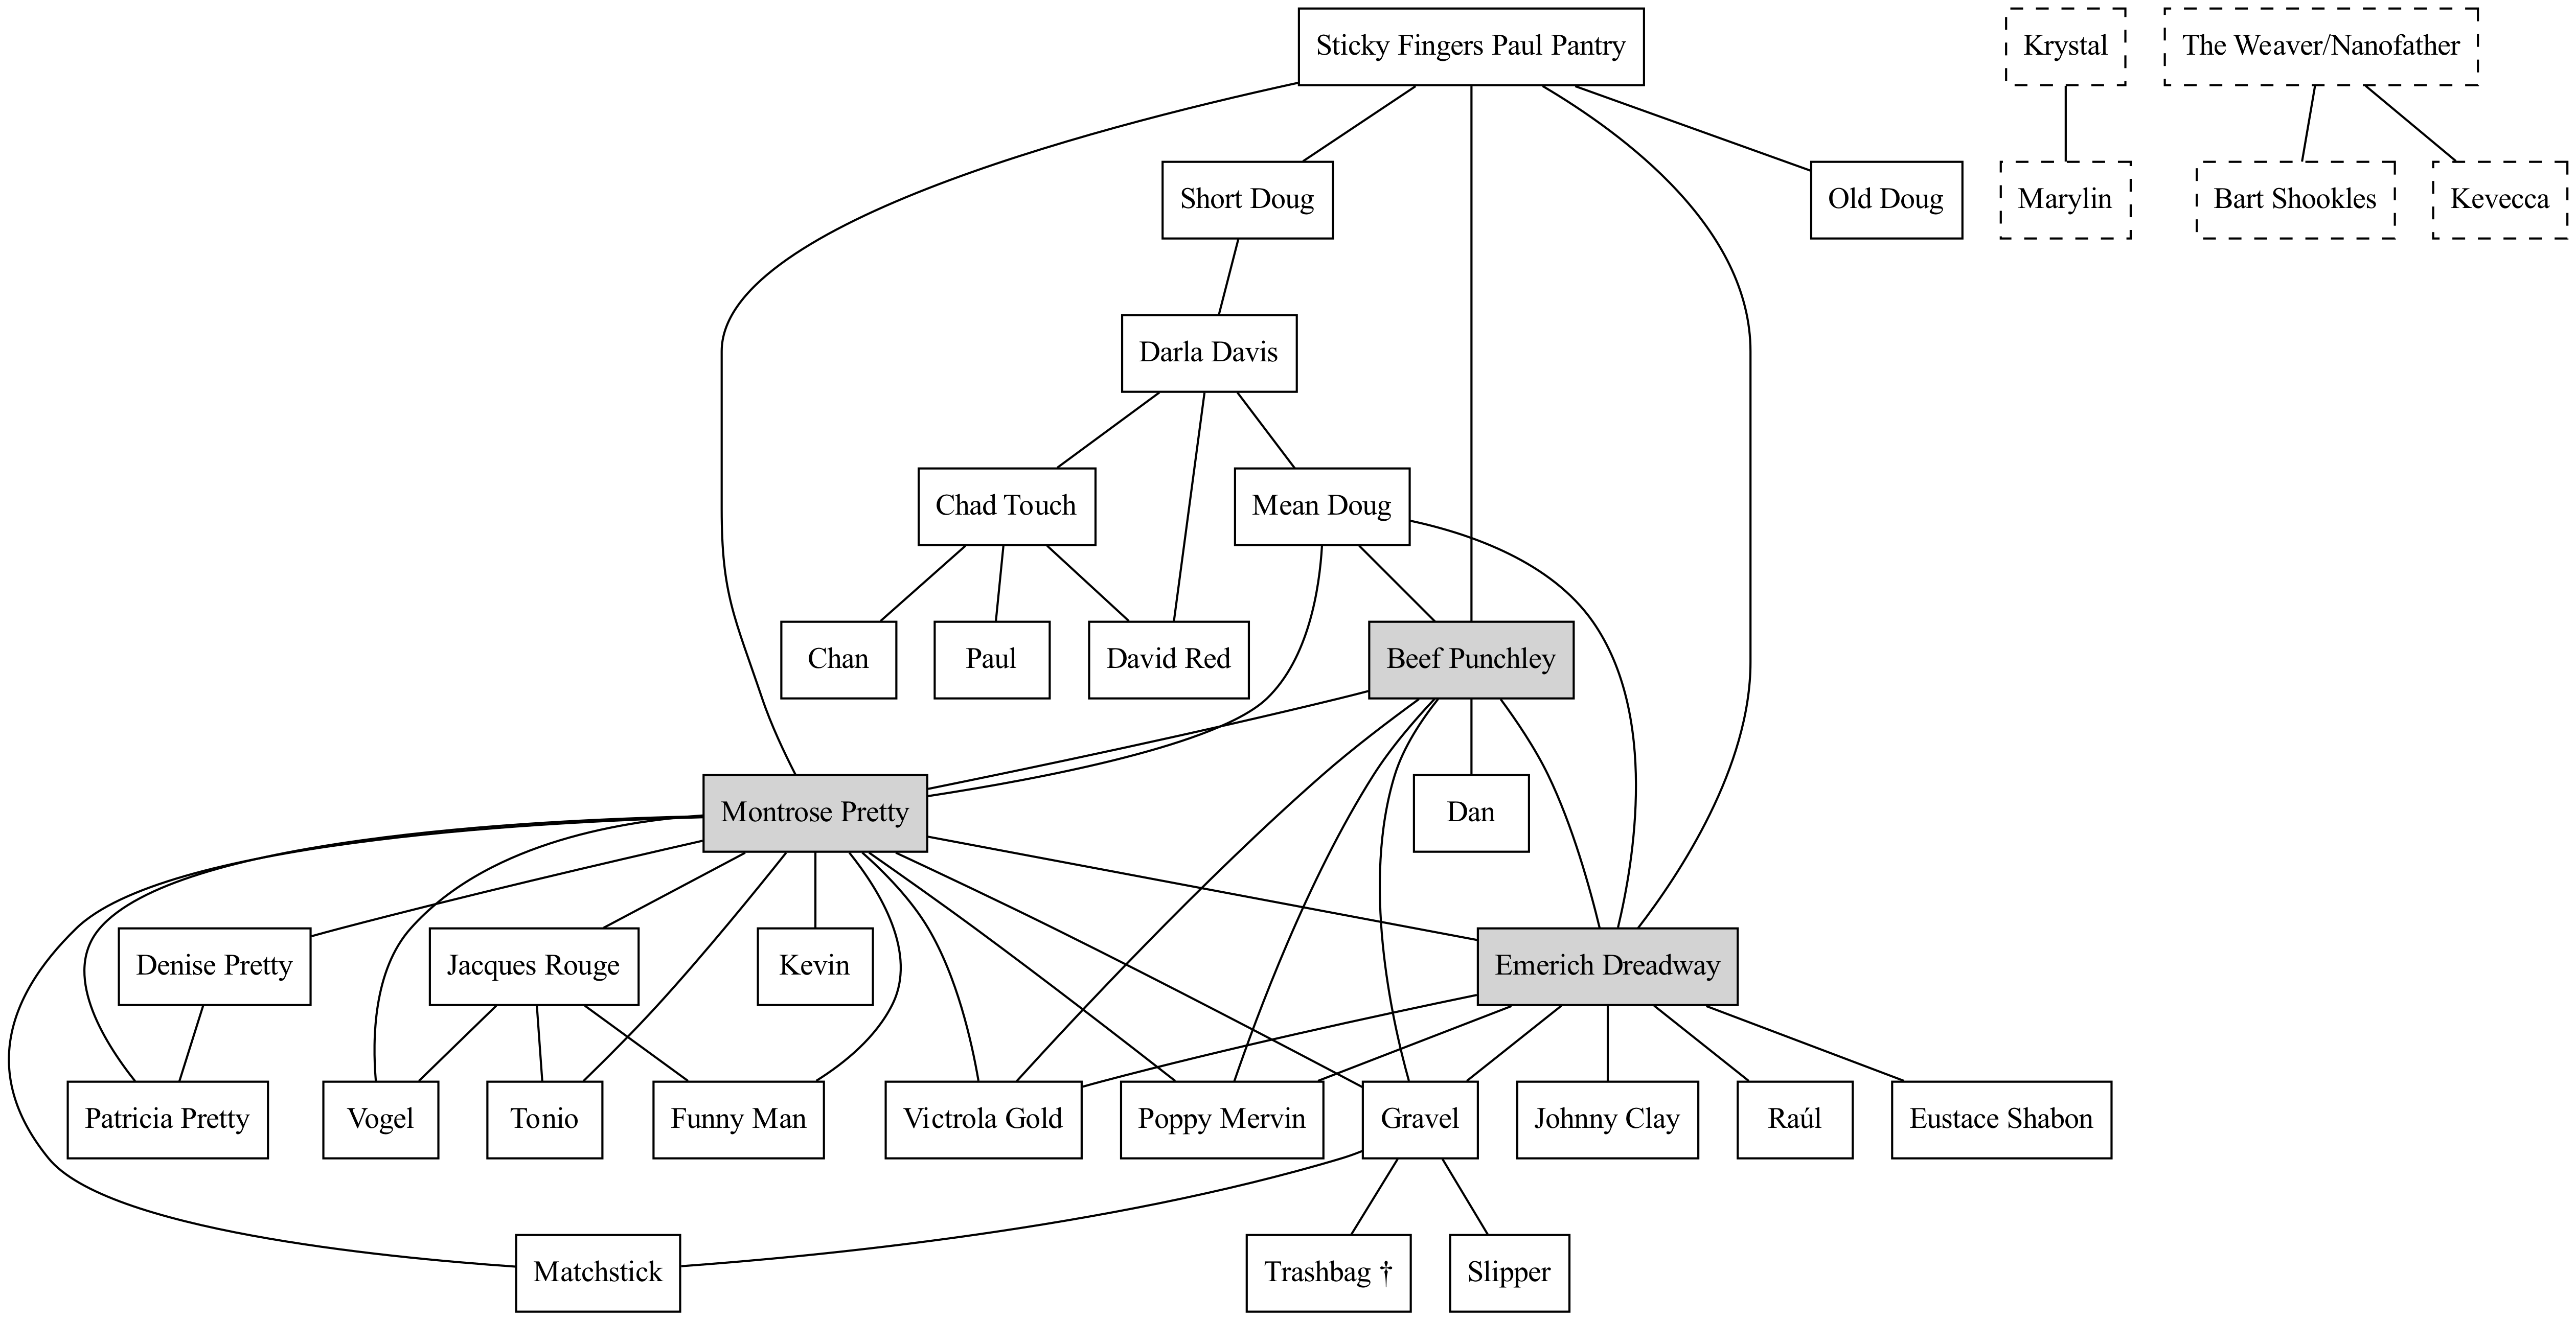 Sticky Fingers Paul Pantry
Krystal
The Weaver/Nanofather
Short Doug
Old Doug
Marylin
Bart Shookles
Kevecca
Darla Davis
Chad Touch
Mean Doug
Chan
Paul
David Red
Beef Punchley
Montrose Pretty
Dan
Denise Pretty
Jacques Rouge
Kevin
Emerich Dreadway
Patricia Pretty
Vogel
Tonio
Funny Man
Victrola Gold
Poppy Mervin
Gravel
Johnny Clay
Raúl
Eustace Shabon
Matchstick
Trashbag †
Slipper